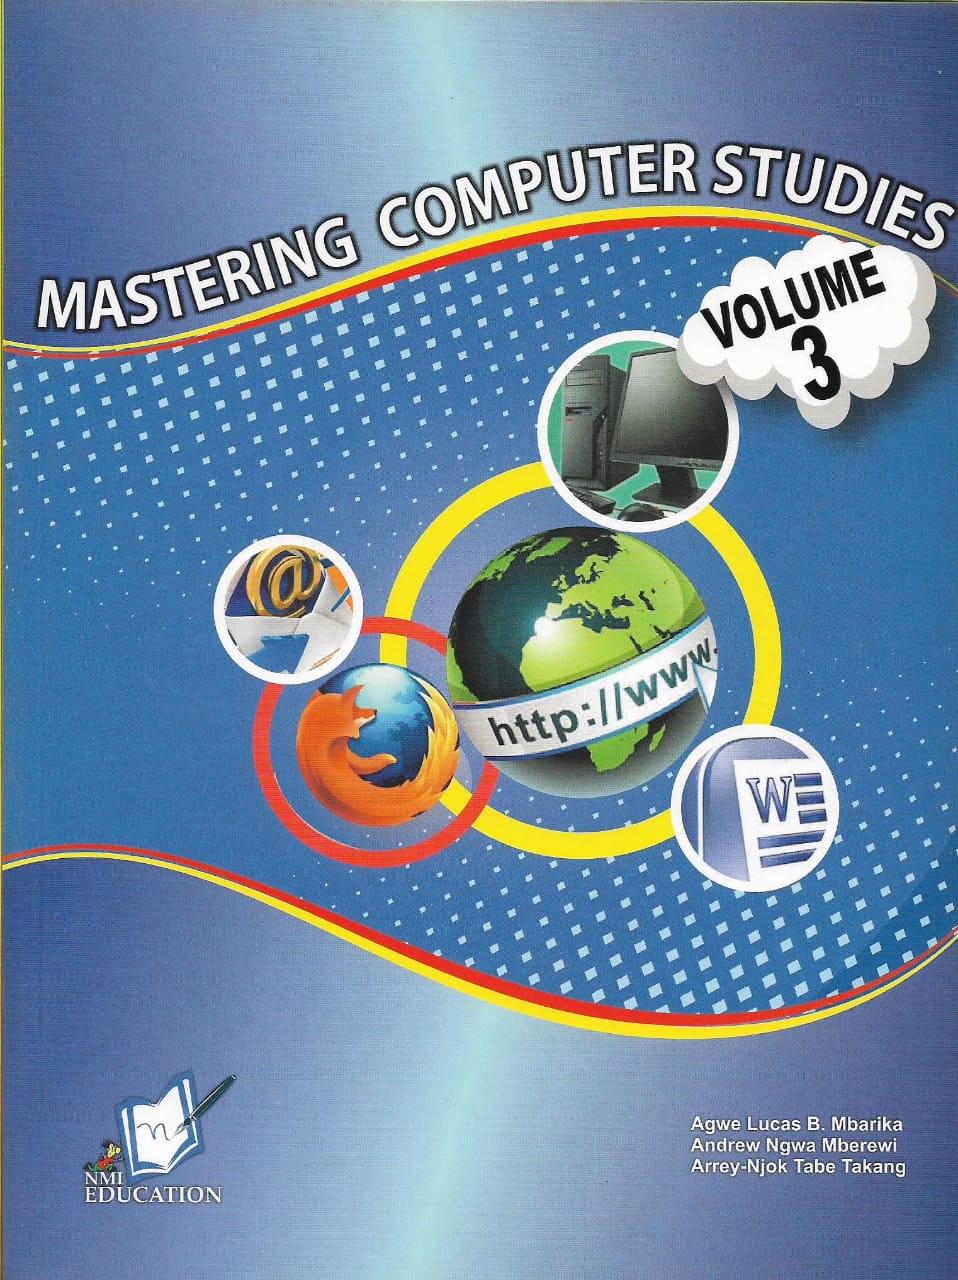 MASTERING COMPUTER STUDIES
VOLUME
3
@
http://www.
W
n
NMI
EDUCATION
Agwe Lucas B. Mbarika
Andrew Ngwa Mberewi
Arrey-Njok Tabe Takang